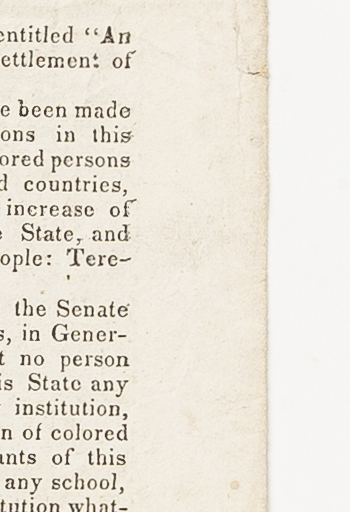 entitled "An
ettlement of
e been made
ons in this
ored persons
d countries,
increase of
e State, and
ople: Tere-
the Senate
s, in Gener-
t no person
is State any
institution,
n of colored
ants of this
any school,
tution what-